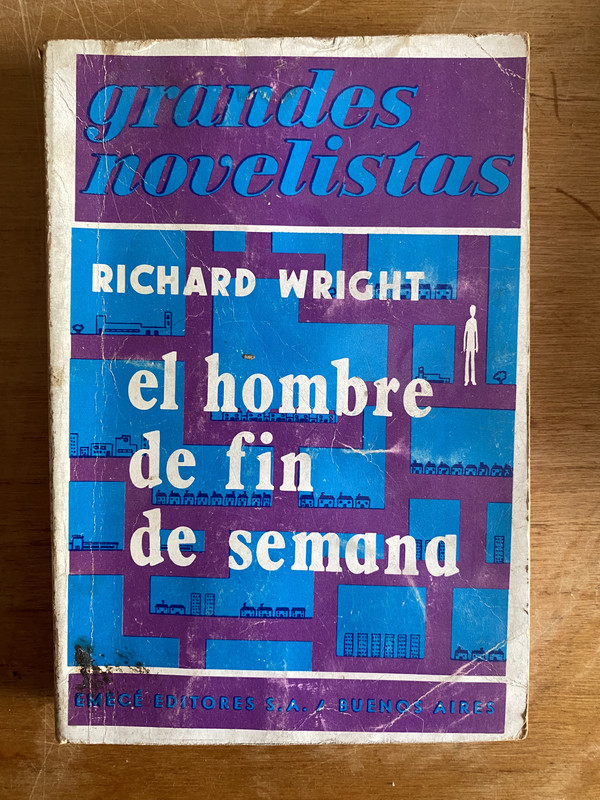 grandes
novelistas
RICHARD WRIGHT
el hombre
de fin
de semana
EMECÉ EDITORES S.A. / BUENOS AIRES